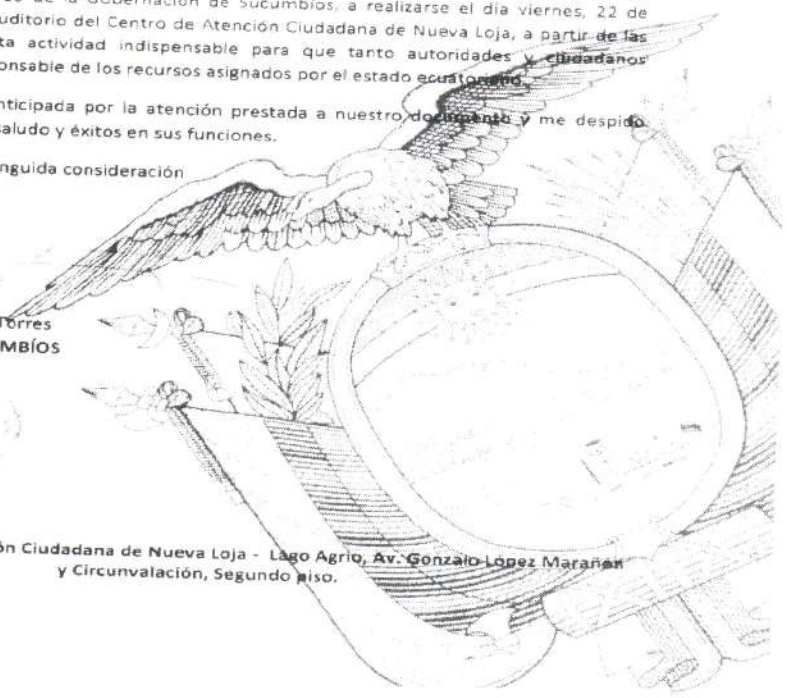 de la Gobernación de Sucumbíos, a realizarse el día viernes, 22 de
uditorio del Centro de Atención Ciudadana de Nueva Loja, a partir de las
ta actividad indispensable para que tanto autoridades y ciudadanos
onsable de los recursos asignados por el estado ecuatoriano
nticipada por la atención prestada a nuestro documento y me despido
saludo y éxitos en sus funciones.
nguida consideración
Torres
MBÍOS
ón Ciudadana de Nueva Loja - Lago Agrio, Av. Gonzalo López Marañón
y Circunvalación, Segundo piso.